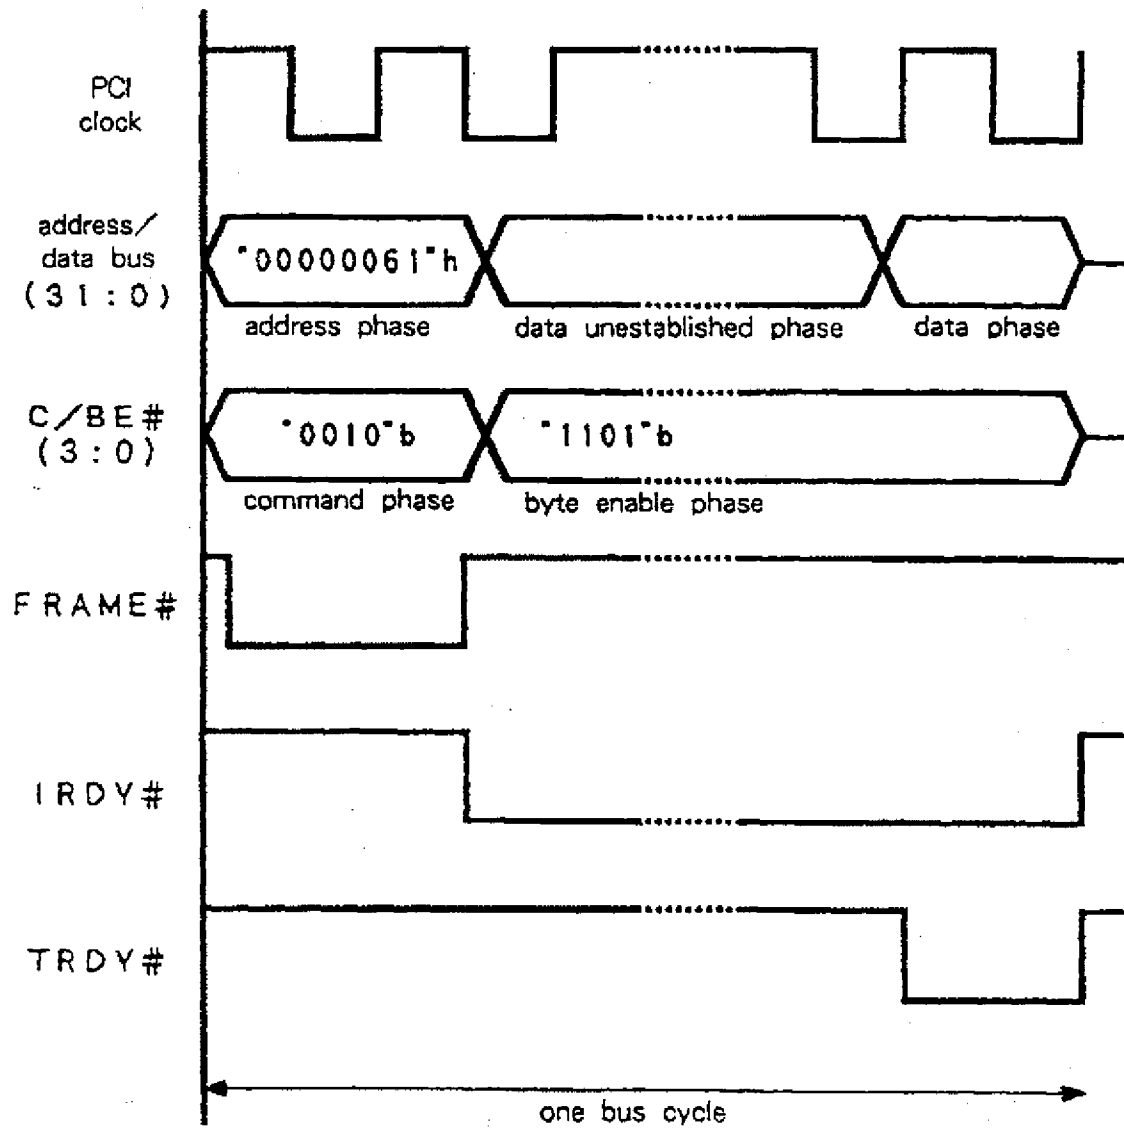 PCI
clock
address/
data bus
(31:0)
"00000061"h
address phase
data unestablished phase
data phase
C/BE#
(3:0)
"0010"b
"1101"b
command phase
byte enable phase
FRAME#
IRDY#
TRDY#
one bus cycle